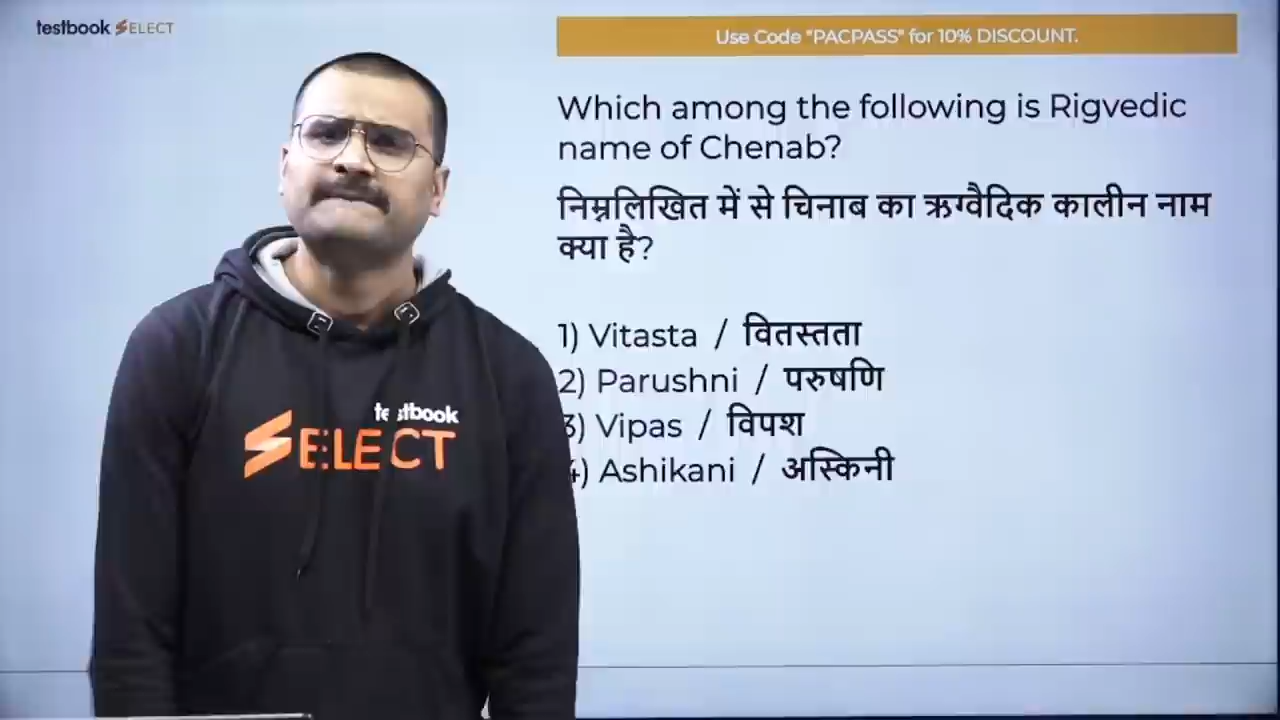 testbook SELECT
Use Code "PACPASS" for 10% DISCOUNT.
Which among the following is Rigvedic
name of Chenab?
निम्नलिखित में से चिनाब का ऋग्वैदिक कालीन नाम
क्या है?
1) Vitasta / वितस्तता
2) Parushni / परुषणि
3) Vipas / विपश
4) Ashikani / अस्किनी
testbook
SELECT